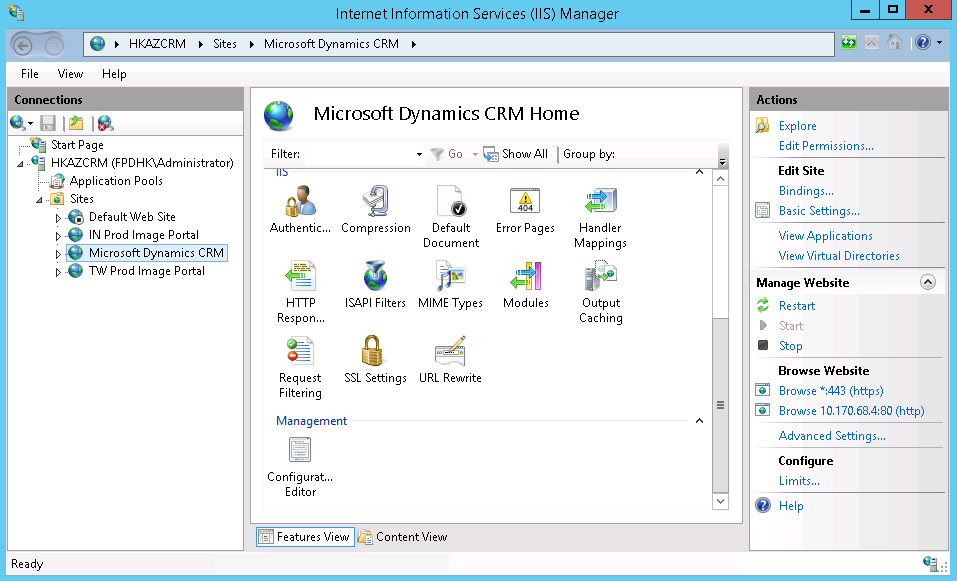 Internet Information Services (IIS) Manager
HKAZCRM
Sites
Microsoft Dynamics CRM
File
View
Help
Connections
Start Page
HKAZCRM (FPDHK\Administrator)
Application Pools
Sites
Default Web Site
IN Prod Image Portal
Microsoft Dynamics CRM
TW Prod Image Portal
Microsoft Dynamics CRM Home
Filter:
Go
Show All
Group by:
IIS
Authentic...
Compression
Default
Document
Error Pages
404
Handler
Mappings
HTTP
Respon...
ISAPI Filters
MIME Types
Modules
Output
Caching
Request
Filtering
SSL Settings
URL Rewrite
Management
Configurat...
Editor
Features View
Content View
Actions
Explore
Edit Permissions...
Edit Site
Bindings...
Basic Settings...
View Applications
View Virtual Directories
Manage Website
Restart
Start
Stop
Browse Website
Browse *:443 (https)
Browse 10.170.68.4:80 (http)
Advanced Settings...
Configure
Limits...
Help
Ready